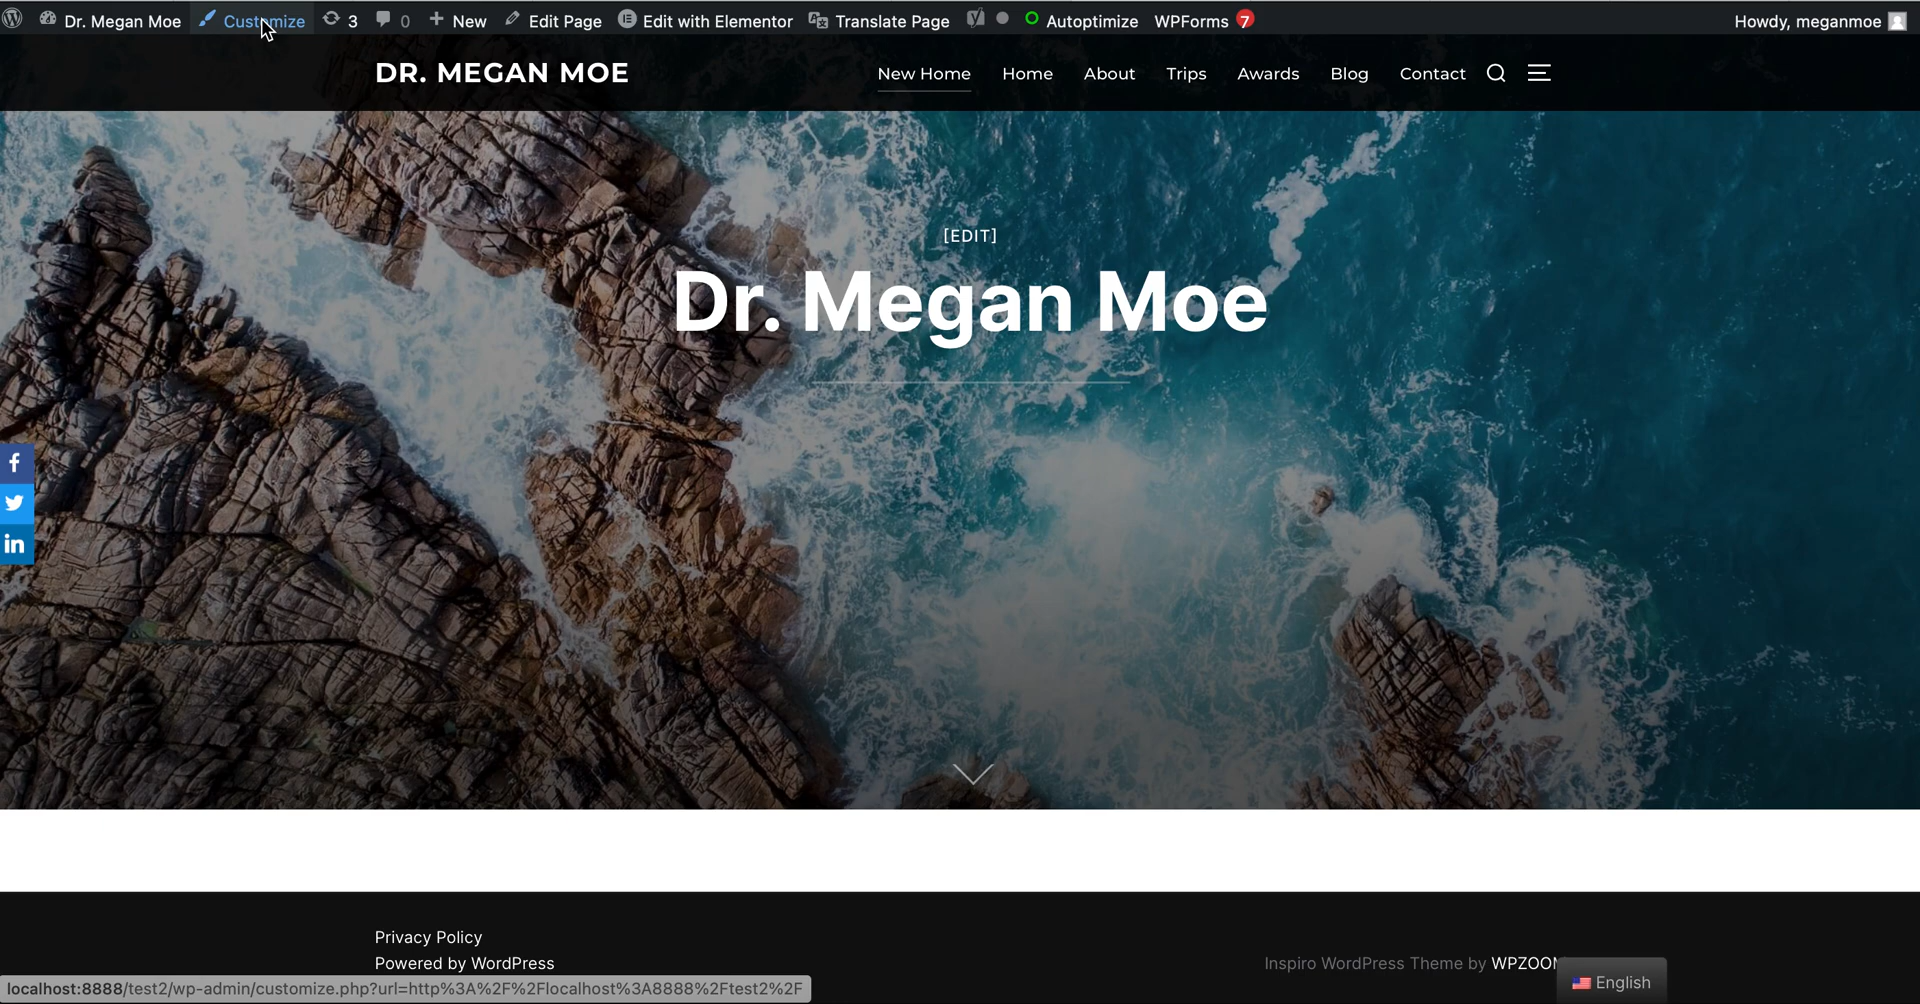 Dr. Megan Moe Customize 3 0 New Edit Page Edit with Elementor Translate Page Autoptimize WPForms 7 Howdy, meganmoe
DR. MEGAN MOE New Home Home About Trips Awards Blog Contact
[EDIT]
Dr. Megan Moe
f
in
Privacy Policy
Powered by WordPress
Inspiro WordPress Theme by WPZOOM
English
localhost:8888/test2/wp-admin/customize.php?url=http%3A%2F%2Flocalhost%3A8888%2Ftest2%2F